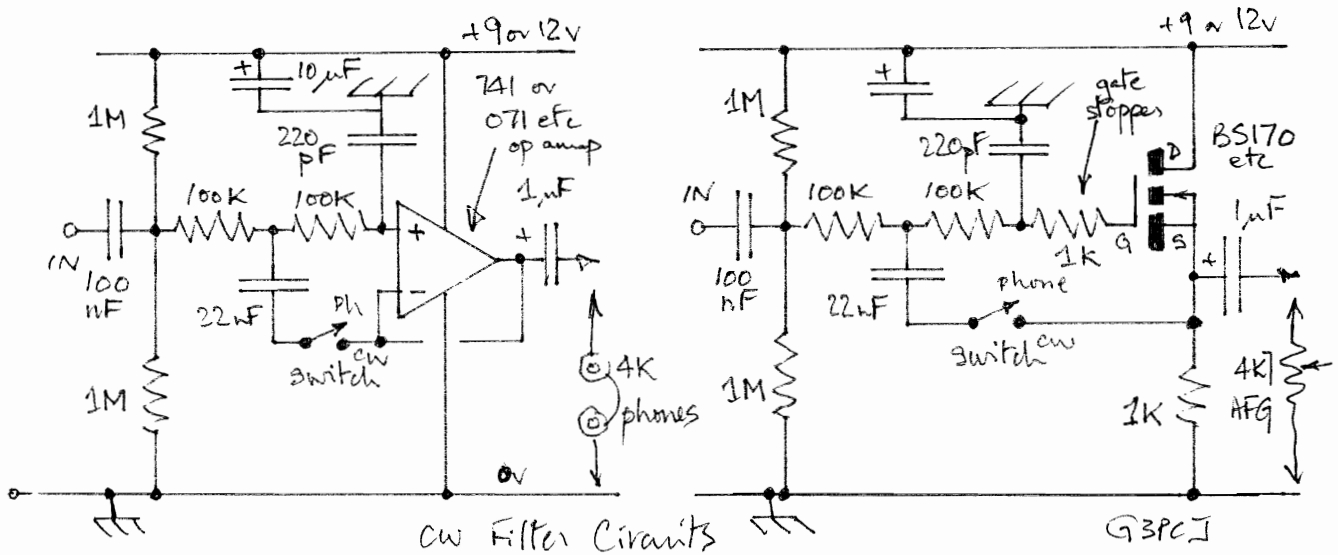 +9 or 12v
10µF
741 or
071 etc
op amp
1M
220
pF
1µF
100K
100K
+
+
+
−
IN
100
nF
22nF
Ph
CW
switch
1M
4K
phones
0v
+9 or 12v
+
gate
stopper
1M
220pF
D
BS170
etc
1µF
IN
100K
100K
1K
G
S
+
100
nF
22nF
phone
CW
switch
1M
1K
4K7
AFG
CW Filter Circuits
G3PCJ